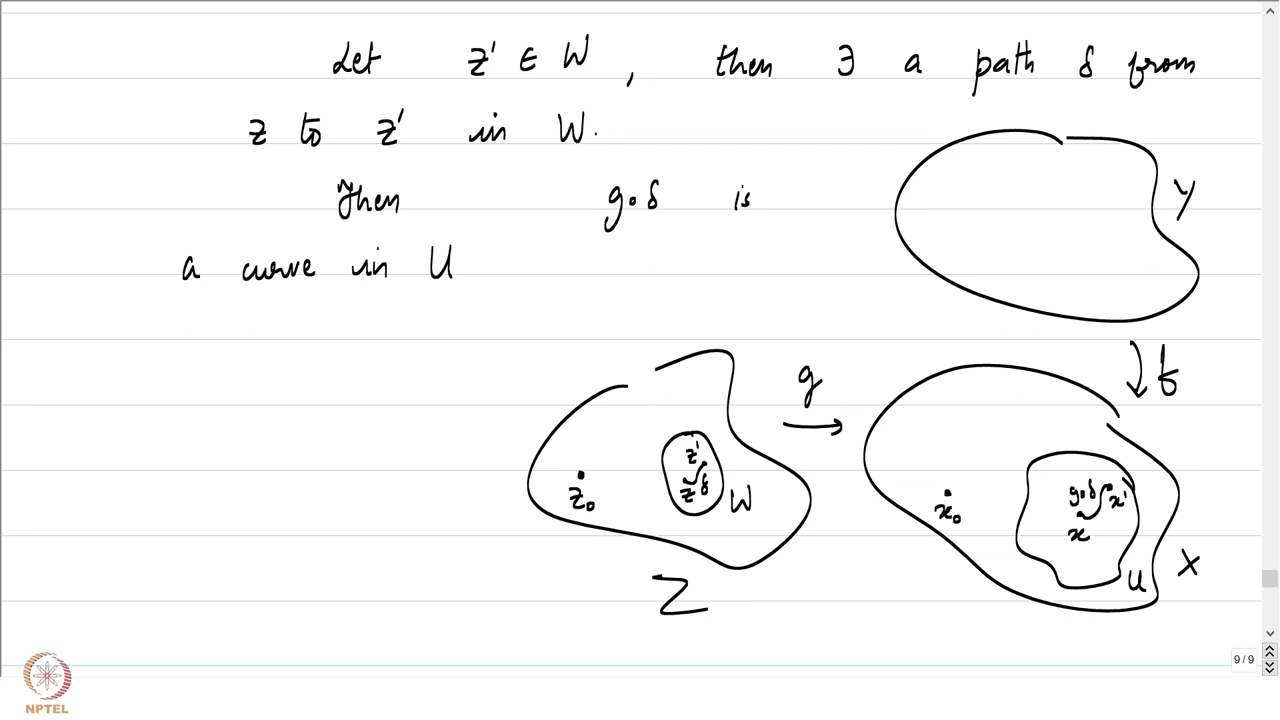 Let z' ∈ W , then ∃ a path δ from
z to z' in W.
Then g∘δ is
a curve in U
Y
f
g
z'
z δ
z₀
W
Z
g∘δ x'
x
x₀
U
X
9 / 9
NPTEL